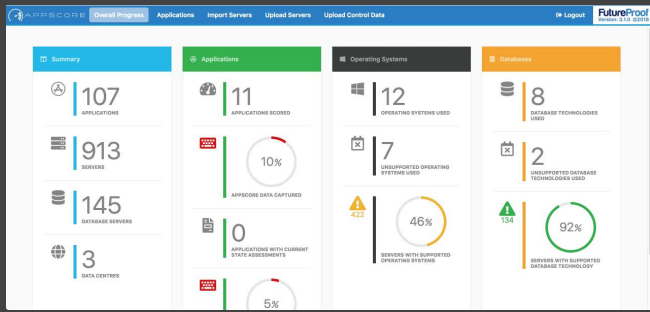 APPSCORE Overall Progress Applications Import Servers Upload Servers Upload Control Data Logout FutureProof
Version: 3.1.0 @2018
Summary
107
APPLICATIONS
913
SERVERS
145
DATABASE SERVERS
3
DATA CENTRES
Applications
11
APPLICATIONS SCORED
10%
APPSCORE DATA CAPTURED
0
APPLICATIONS WITH CURRENT
STATE ASSESSMENTS
5%
Operating Systems
12
OPERATING SYSTEMS USED
7
UNSUPPORTED OPERATING
SYSTEMS USED
422
46%
SERVERS WITH SUPPORTED
OPERATING SYSTEMS
Databases
8
DATABASE TECHNOLOGIES
USED
2
UNSUPPORTED DATABASE
TECHNOLOGIES USED
134
92%
SERVERS WITH SUPPORTED
DATABASE TECHNOLOGY